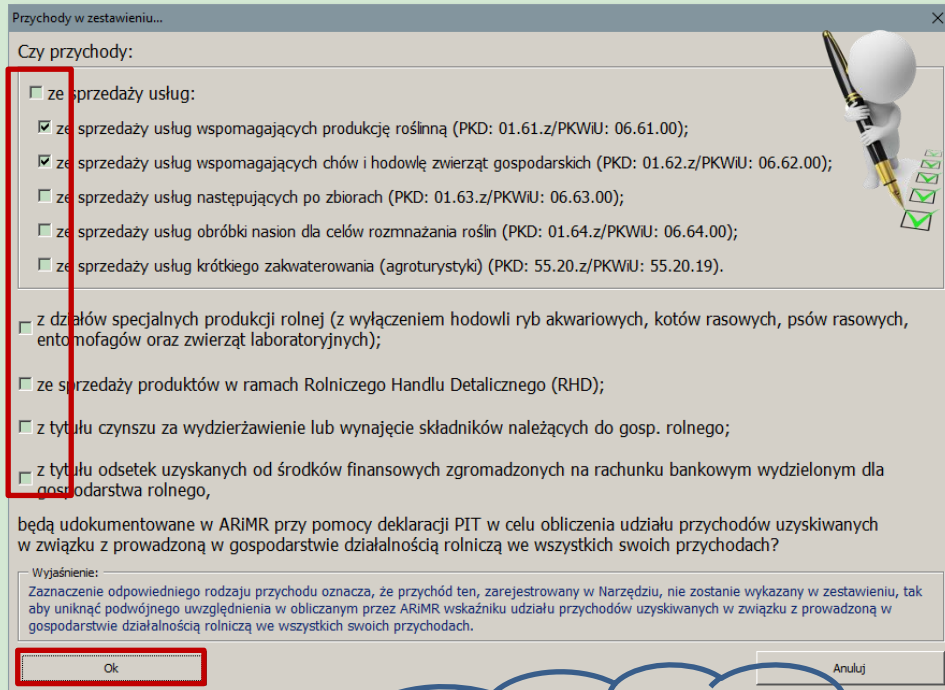 Przychody w zestawieniu...
Czy przychody:
ze sprzedaży usług:
ze sprzedaży usług wspomagających produkcję roślinną (PKD: 01.61.z/PKWiU: 06.61.00);
ze sprzedaży usług wspomagających chów i hodowlę zwierząt gospodarskich (PKD: 01.62.z/PKWiU: 06.62.00);
ze sprzedaży usług następujących po zbiorach (PKD: 01.63.z/PKWiU: 06.63.00);
ze sprzedaży usług obróbki nasion dla celów rozmnażania roślin (PKD: 01.64.z/PKWiU: 06.64.00);
ze sprzedaży usług krótkiego zakwaterowania (agroturystyki) (PKD: 55.20.z/PKWiU: 55.20.19).
z działów specjalnych produkcji rolnej (z wyłączeniem hodowli ryb akwariowych, kotów rasowych, psów rasowych,
entomofagów oraz zwierząt laboratoryjnych);
ze sprzedaży produktów w ramach Rolniczego Handlu Detalicznego (RHD);
z tytułu czynszu za wydzierżawienie lub wynajęcie składników należących do gosp. rolnego;
z tytułu odsetek uzyskanych od środków finansowych zgromadzonych na rachunku bankowym wydzielonym dla
gospodarstwa rolnego,
będą udokumentowane w ARiMR przy pomocy deklaracji PIT w celu obliczenia udziału przychodów uzyskiwanych
w związku z prowadzoną w gospodarstwie działalnością rolniczą we wszystkich swoich przychodach?
Wyjaśnienie:
Zaznaczenie odpowiedniego rodzaju przychodu oznacza, że przychód ten, zarejestrowany w Narzędziu, nie zostanie wykazany w zestawieniu, tak
aby uniknąć podwójnego uwzględnienia w obliczanym przez ARiMR wskaźniku udziału przychodów uzyskiwanych w związku z prowadzoną w
gospodarstwie działalnością rolniczą we wszystkich swoich przychodach.
Ok
Anuluj